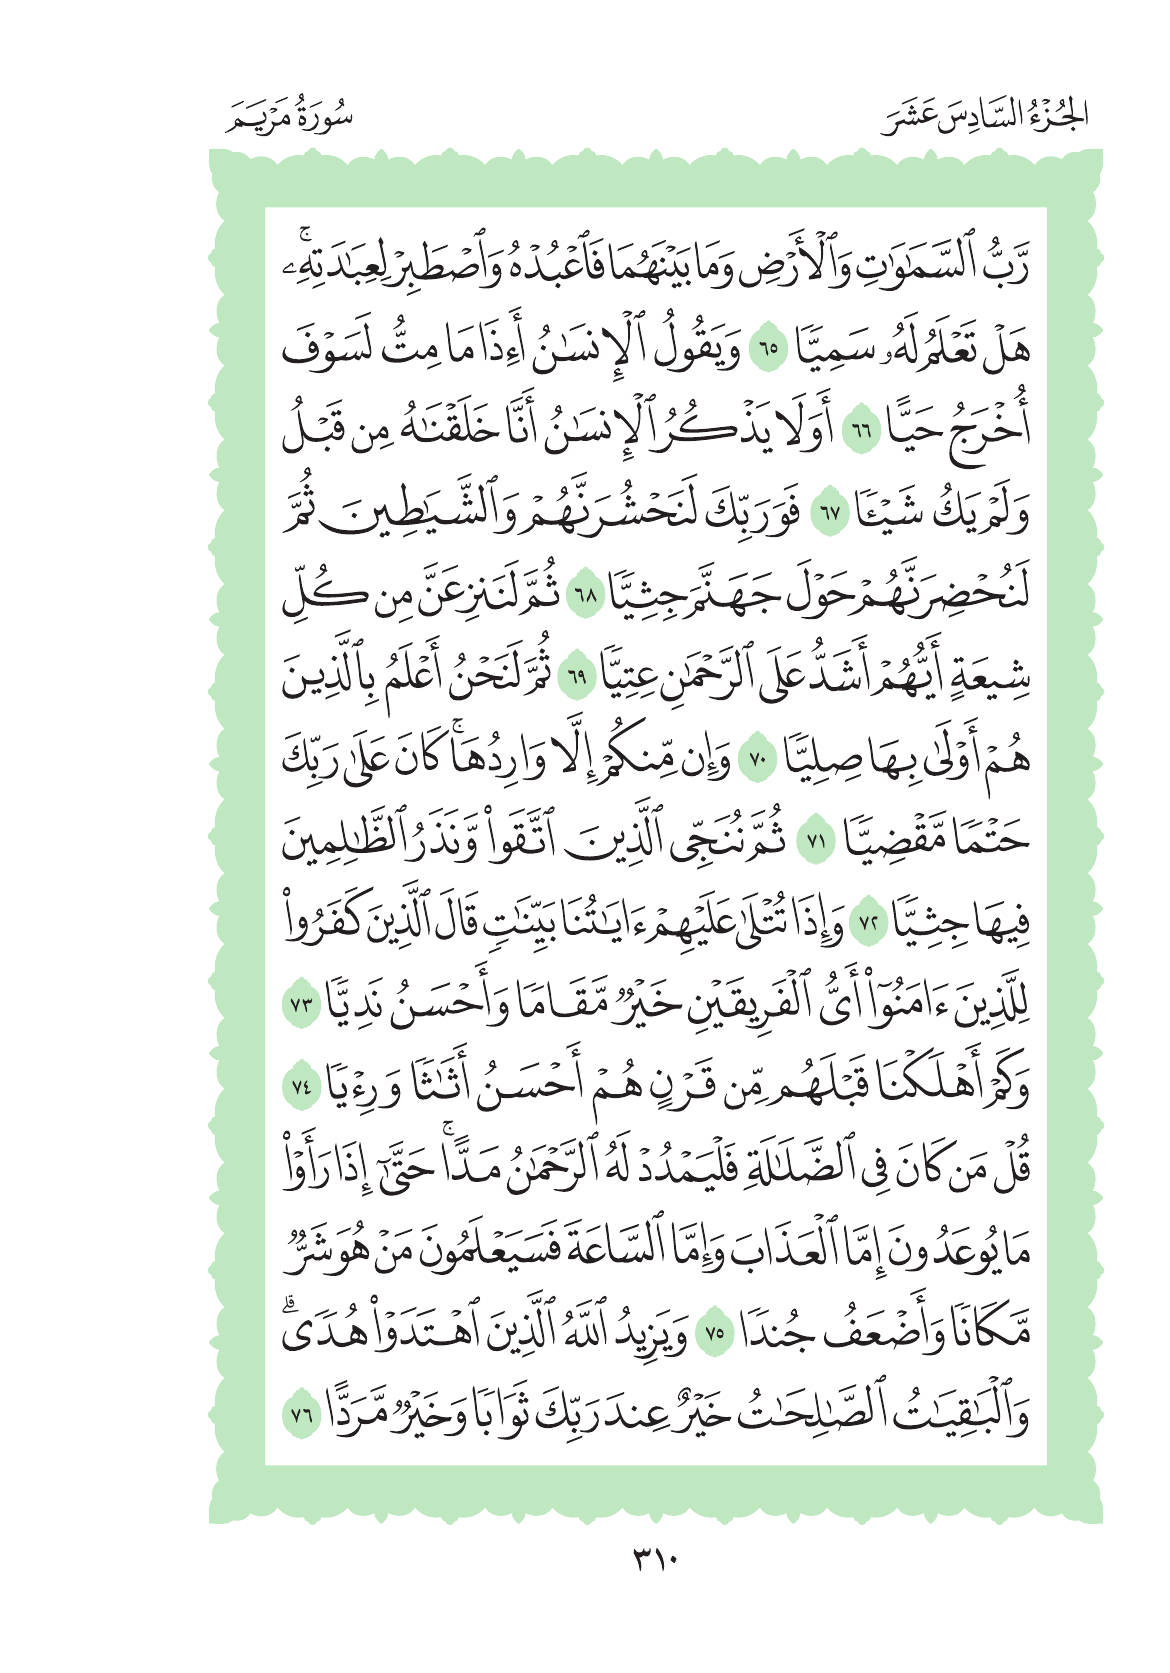 الجُزْءُ السَّادِسَ عَشَرَ
سُورَةُ مَرْيَمَ
رَّبُّ ٱلسَّمَٰوَٰتِ وَٱلْأَرْضِ وَمَا بَيْنَهُمَا فَٱعْبُدْهُ وَٱصْطَبِرْ لِعِبَٰدَتِهِۦۚ
هَلْ تَعْلَمُ لَهُۥ سَمِيًّا ٦٥ وَيَقُولُ ٱلْإِنسَٰنُ أَءِذَا مَا مِتُّ لَسَوْفَ
أُخْرَجُ حَيًّا ٦٦ أَوَلَا يَذْكُرُ ٱلْإِنسَٰنُ أَنَّا خَلَقْنَٰهُ مِن قَبْلُ
وَلَمْ يَكُ شَيْـًٔا ٦٧ فَوَرَبِّكَ لَنَحْشُرَنَّهُمْ وَٱلشَّيَٰطِينَ ثُمَّ
لَنُحْضِرَنَّهُمْ حَوْلَ جَهَنَّمَ جِثِيًّا ٦٨ ثُمَّ لَنَنزِعَنَّ مِن كُلِّ
شِيعَةٍ أَيُّهُمْ أَشَدُّ عَلَى ٱلرَّحْمَٰنِ عِتِيًّا ٦٩ ثُمَّ لَنَحْنُ أَعْلَمُ بِٱلَّذِينَ
هُمْ أَوْلَىٰ بِهَا صِلِيًّا ٧٠ وَإِن مِّنكُمْ إِلَّا وَارِدُهَاۚ كَانَ عَلَىٰ رَبِّكَ
حَتْمًا مَّقْضِيًّا ٧١ ثُمَّ نُنَجِّى ٱلَّذِينَ ٱتَّقَوا۟ وَّنَذَرُ ٱلظَّٰلِمِينَ
فِيهَا جِثِيًّا ٧٢ وَإِذَا تُتْلَىٰ عَلَيْهِمْ ءَايَٰتُنَا بَيِّنَٰتٍ قَالَ ٱلَّذِينَ كَفَرُوا۟
لِلَّذِينَ ءَامَنُوٓا۟ أَىُّ ٱلْفَرِيقَيْنِ خَيْرٌ مَّقَامًا وَأَحْسَنُ نَدِيًّا ٧٣
وَكَمْ أَهْلَكْنَا قَبْلَهُم مِّن قَرْنٍ هُمْ أَحْسَنُ أَثَٰثًا وَرِءْيًا ٧٤
قُلْ مَن كَانَ فِى ٱلضَّلَٰلَةِ فَلْيَمْدُدْ لَهُ ٱلرَّحْمَٰنُ مَدًّاۚ حَتَّىٰٓ إِذَا رَأَوْا۟
مَا يُوعَدُونَ إِمَّا ٱلْعَذَابَ وَإِمَّا ٱلسَّاعَةَ فَسَيَعْلَمُونَ مَنْ هُوَ شَرٌّ
مَّكَانًا وَأَضْعَفُ جُندًا ٧٥ وَيَزِيدُ ٱللَّهُ ٱلَّذِينَ ٱهْتَدَوْا۟ هُدًىۗ
وَٱلْبَٰقِيَٰتُ ٱلصَّٰلِحَٰتُ خَيْرٌ عِندَ رَبِّكَ ثَوَابًا وَخَيْرٌ مَّرَدًّا ٧٦
٣١٠